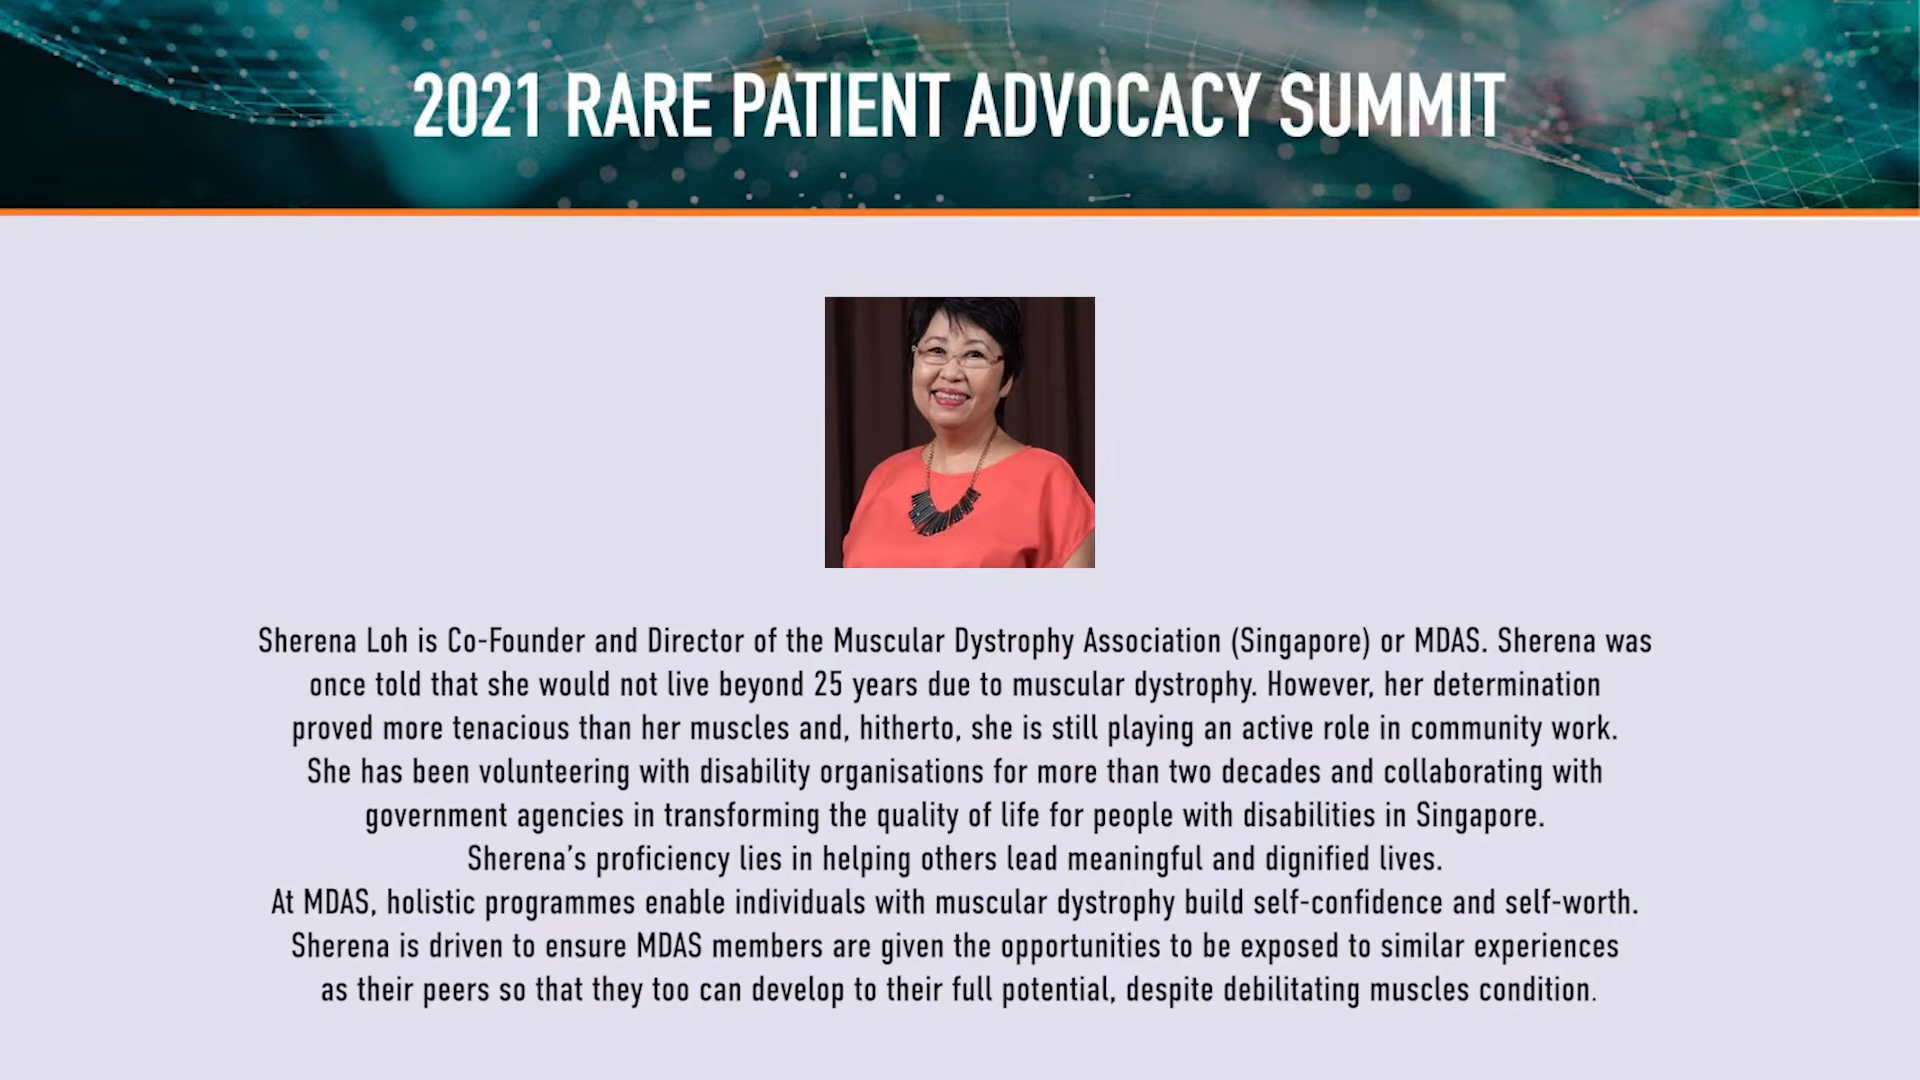 2021 RARE PATIENT ADVOCACY SUMMIT
Sherena Loh is Co-Founder and Director of the Muscular Dystrophy Association (Singapore) or MDAS. Sherena was
once told that she would not live beyond 25 years due to muscular dystrophy. However, her determination
proved more tenacious than her muscles and, hitherto, she is still playing an active role in community work.
She has been volunteering with disability organisations for more than two decades and collaborating with
government agencies in transforming the quality of life for people with disabilities in Singapore.
Sherena’s proficiency lies in helping others lead meaningful and dignified lives.
At MDAS, holistic programmes enable individuals with muscular dystrophy build self-confidence and self-worth.
Sherena is driven to ensure MDAS members are given the opportunities to be exposed to similar experiences
as their peers so that they too can develop to their full potential, despite debilitating muscles condition.